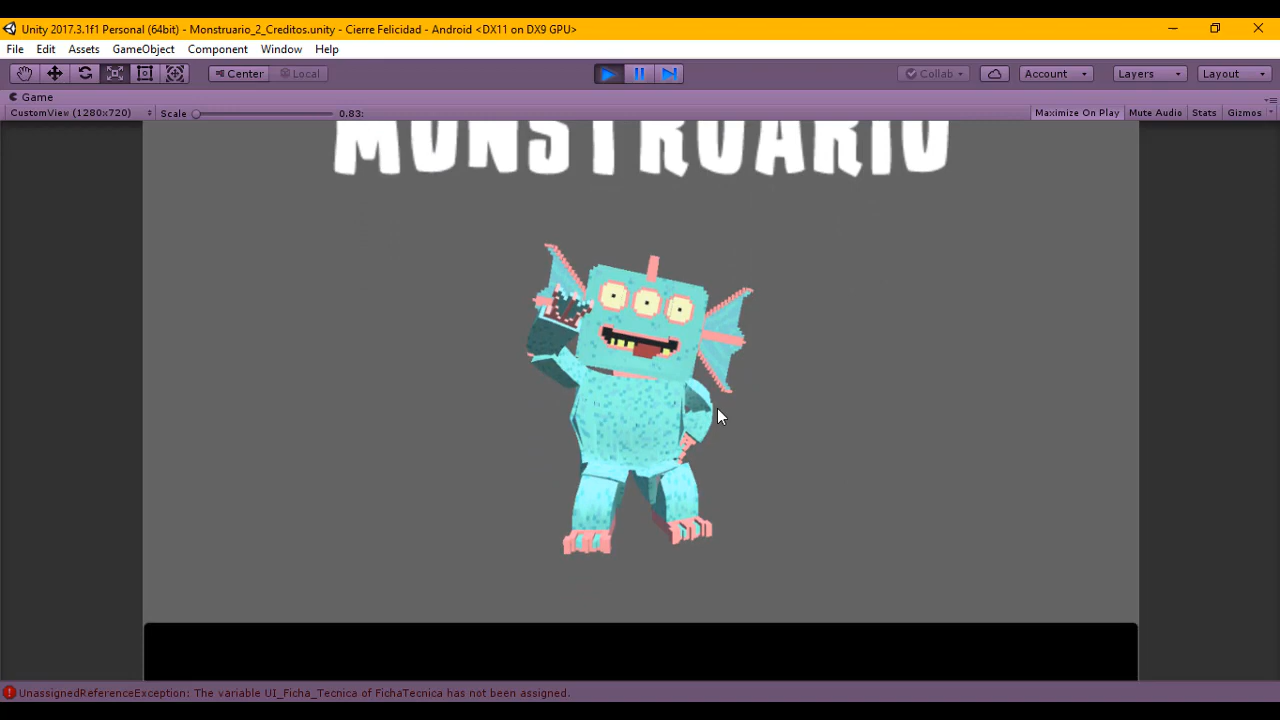 Unity 2017.3.1f1 Personal (64bit) - Monstruario_2_Creditos.unity - Cierre Felicidad - Android <DX11 on DX9 GPU>
File Edit Assets GameObject Component Window Help
Center Local Collab Account Layers Layout
Game
CustomView (1280x720) Scale 0.83: Maximize On Play Mute Audio Stats Gizmos
MONSTRUARIO
UnassignedReferenceException: The variable UI_Ficha_Tecnica of FichaTecnica has not been assigned.